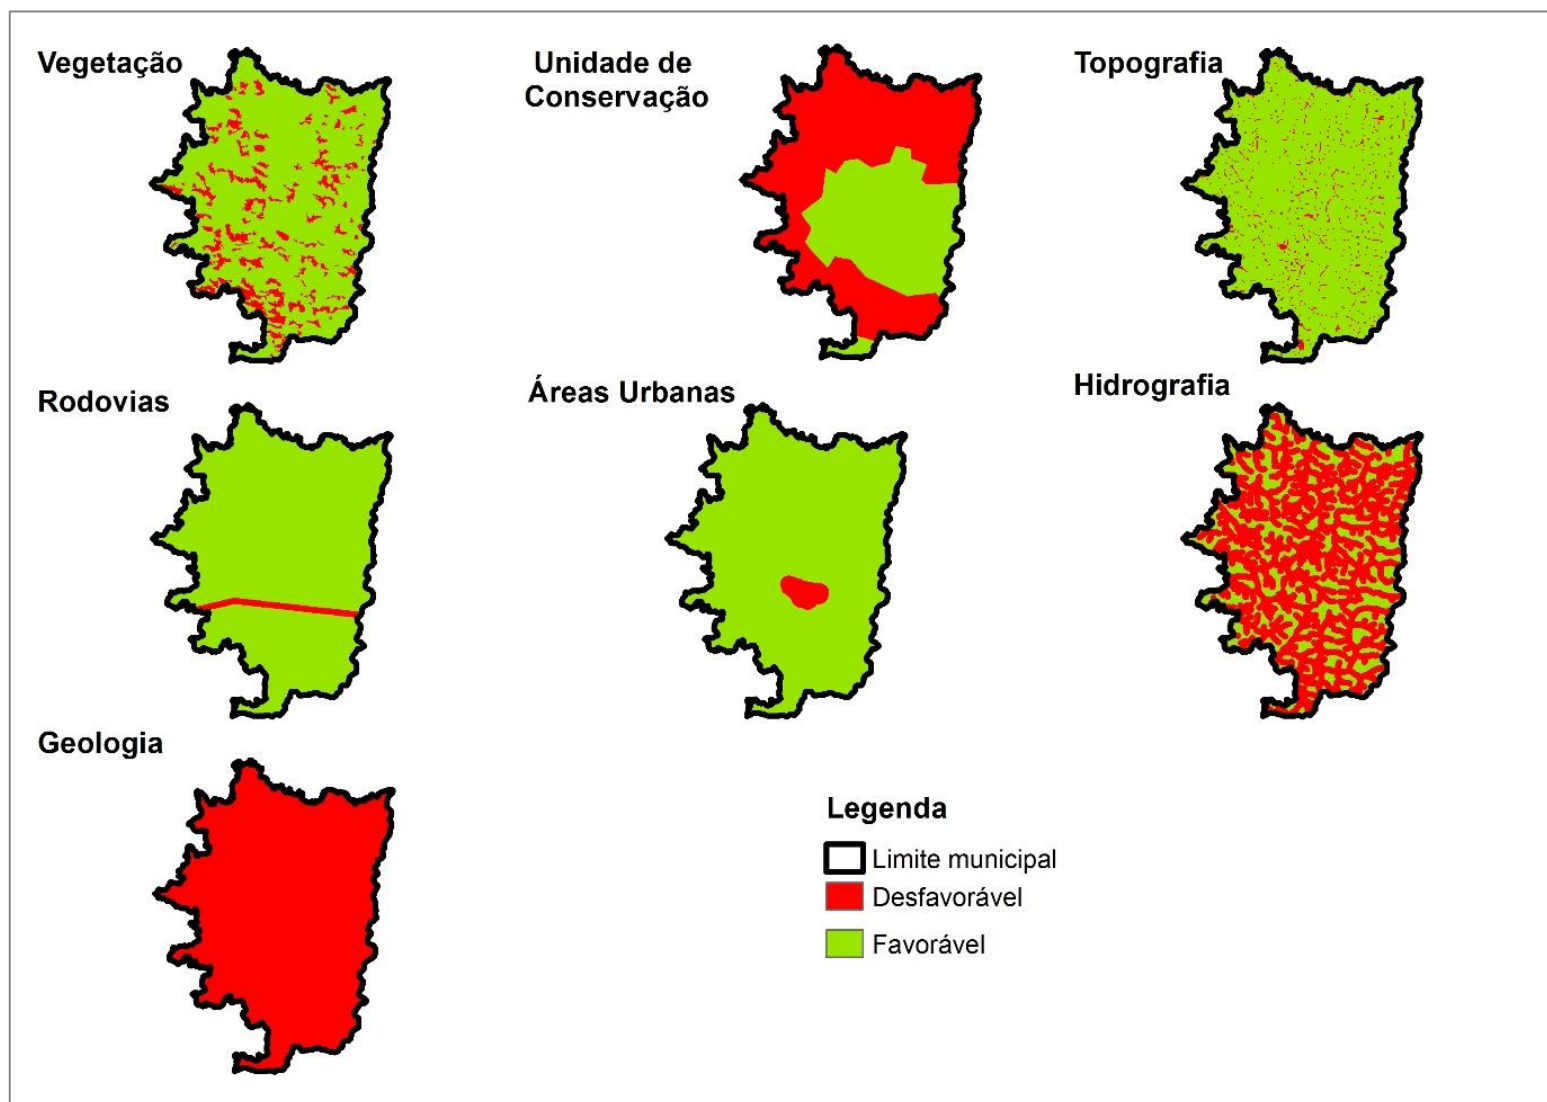 Vegetação
Unidade de
Conservação
Topografia
Rodovias
Áreas Urbanas
Hidrografia
Geologia
Legenda
Limite municipal
Desfavorável
Favorável